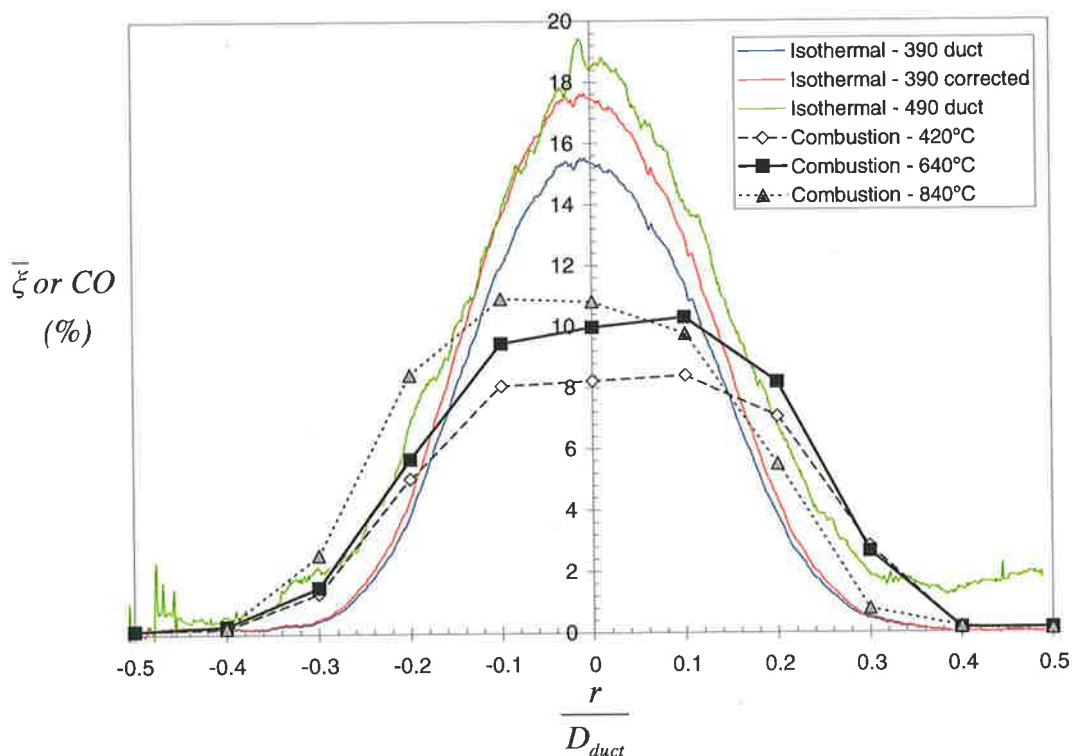 20
18
16
14
12
10
8
6
4
2
0
Isothermal - 390 duct
Isothermal - 390 corrected
Isothermal - 490 duct
Combustion - 420°C
Combustion - 640°C
Combustion - 840°C
ξ̅ or CO
(%)
-0.5 -0.4 -0.3 -0.2 -0.1 0 0.1 0.2 0.3 0.4 0.5
r
D_duct